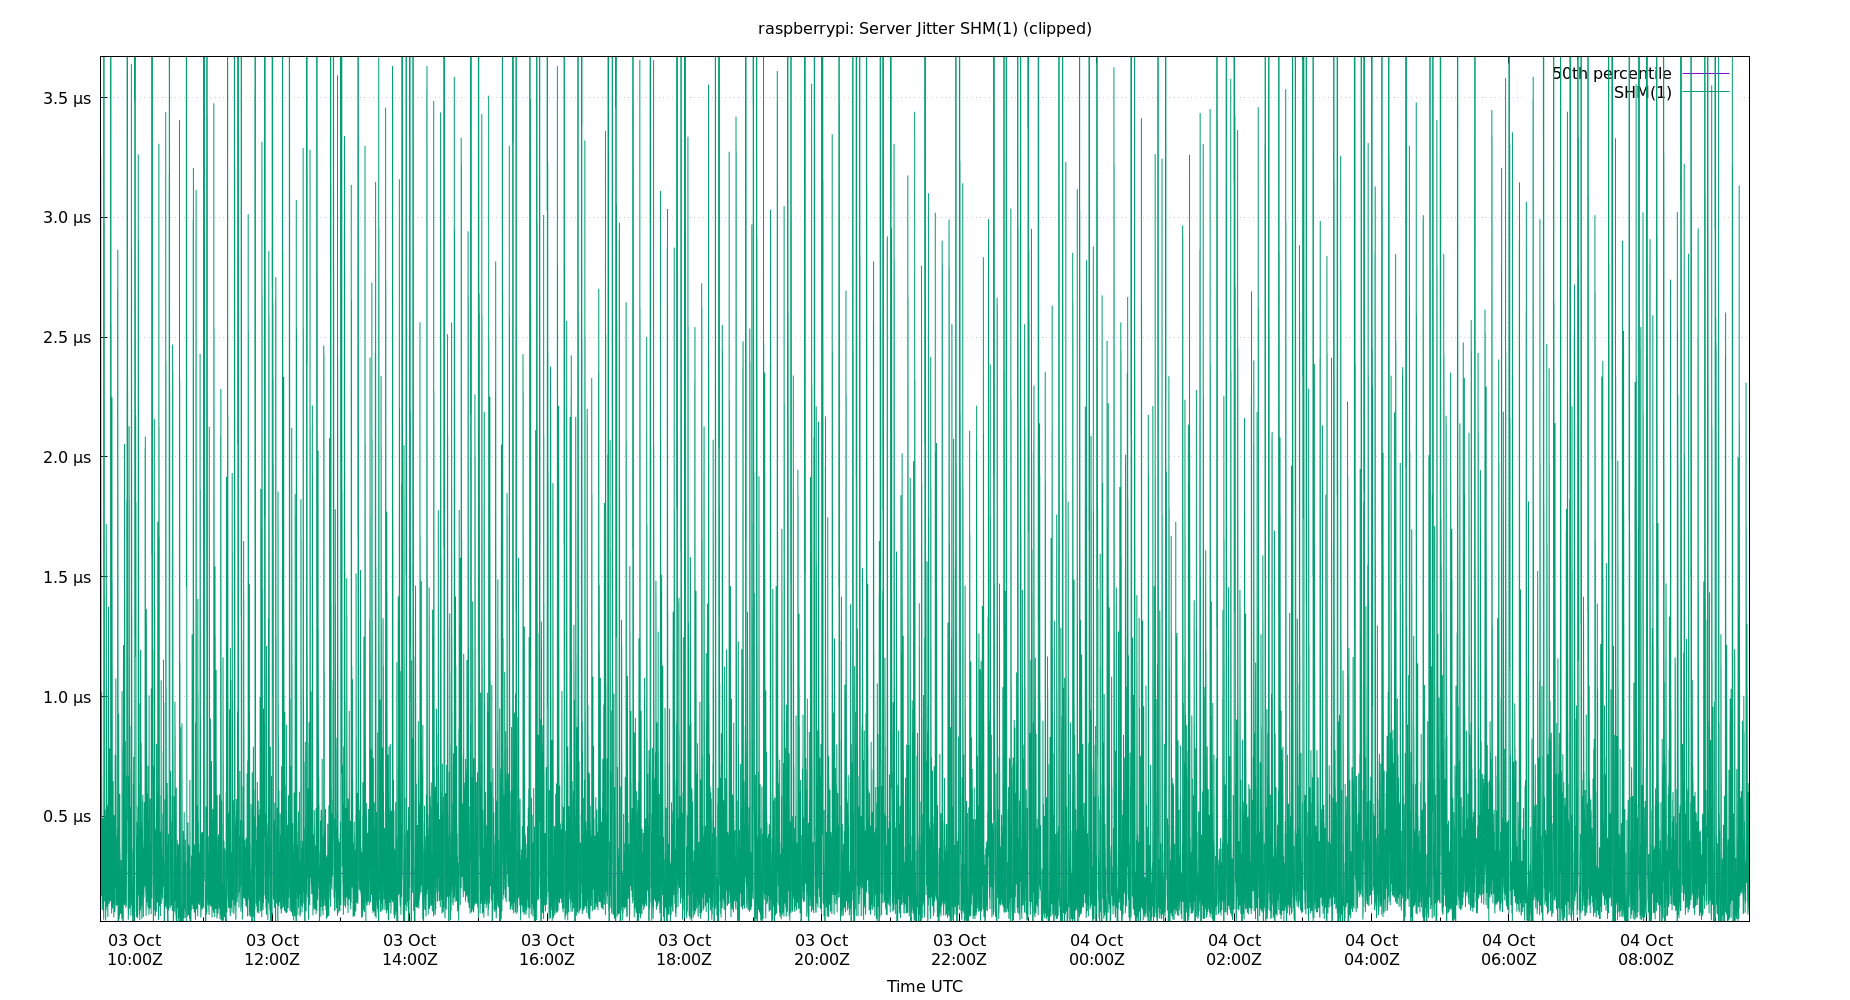 raspberrypi: Server Jitter SHM(1) (clipped)
50th percentile
SHM(1)
3.5 µs
3.0 µs
2.5 µs
2.0 µs
1.5 µs
1.0 µs
0.5 µs
03 Oct 03 Oct 03 Oct 03 Oct 03 Oct 03 Oct 03 Oct 04 Oct 04 Oct 04 Oct 04 Oct 04 Oct
10:00Z 12:00Z 14:00Z 16:00Z 18:00Z 20:00Z 22:00Z 00:00Z 02:00Z 04:00Z 06:00Z 08:00Z
Time UTC